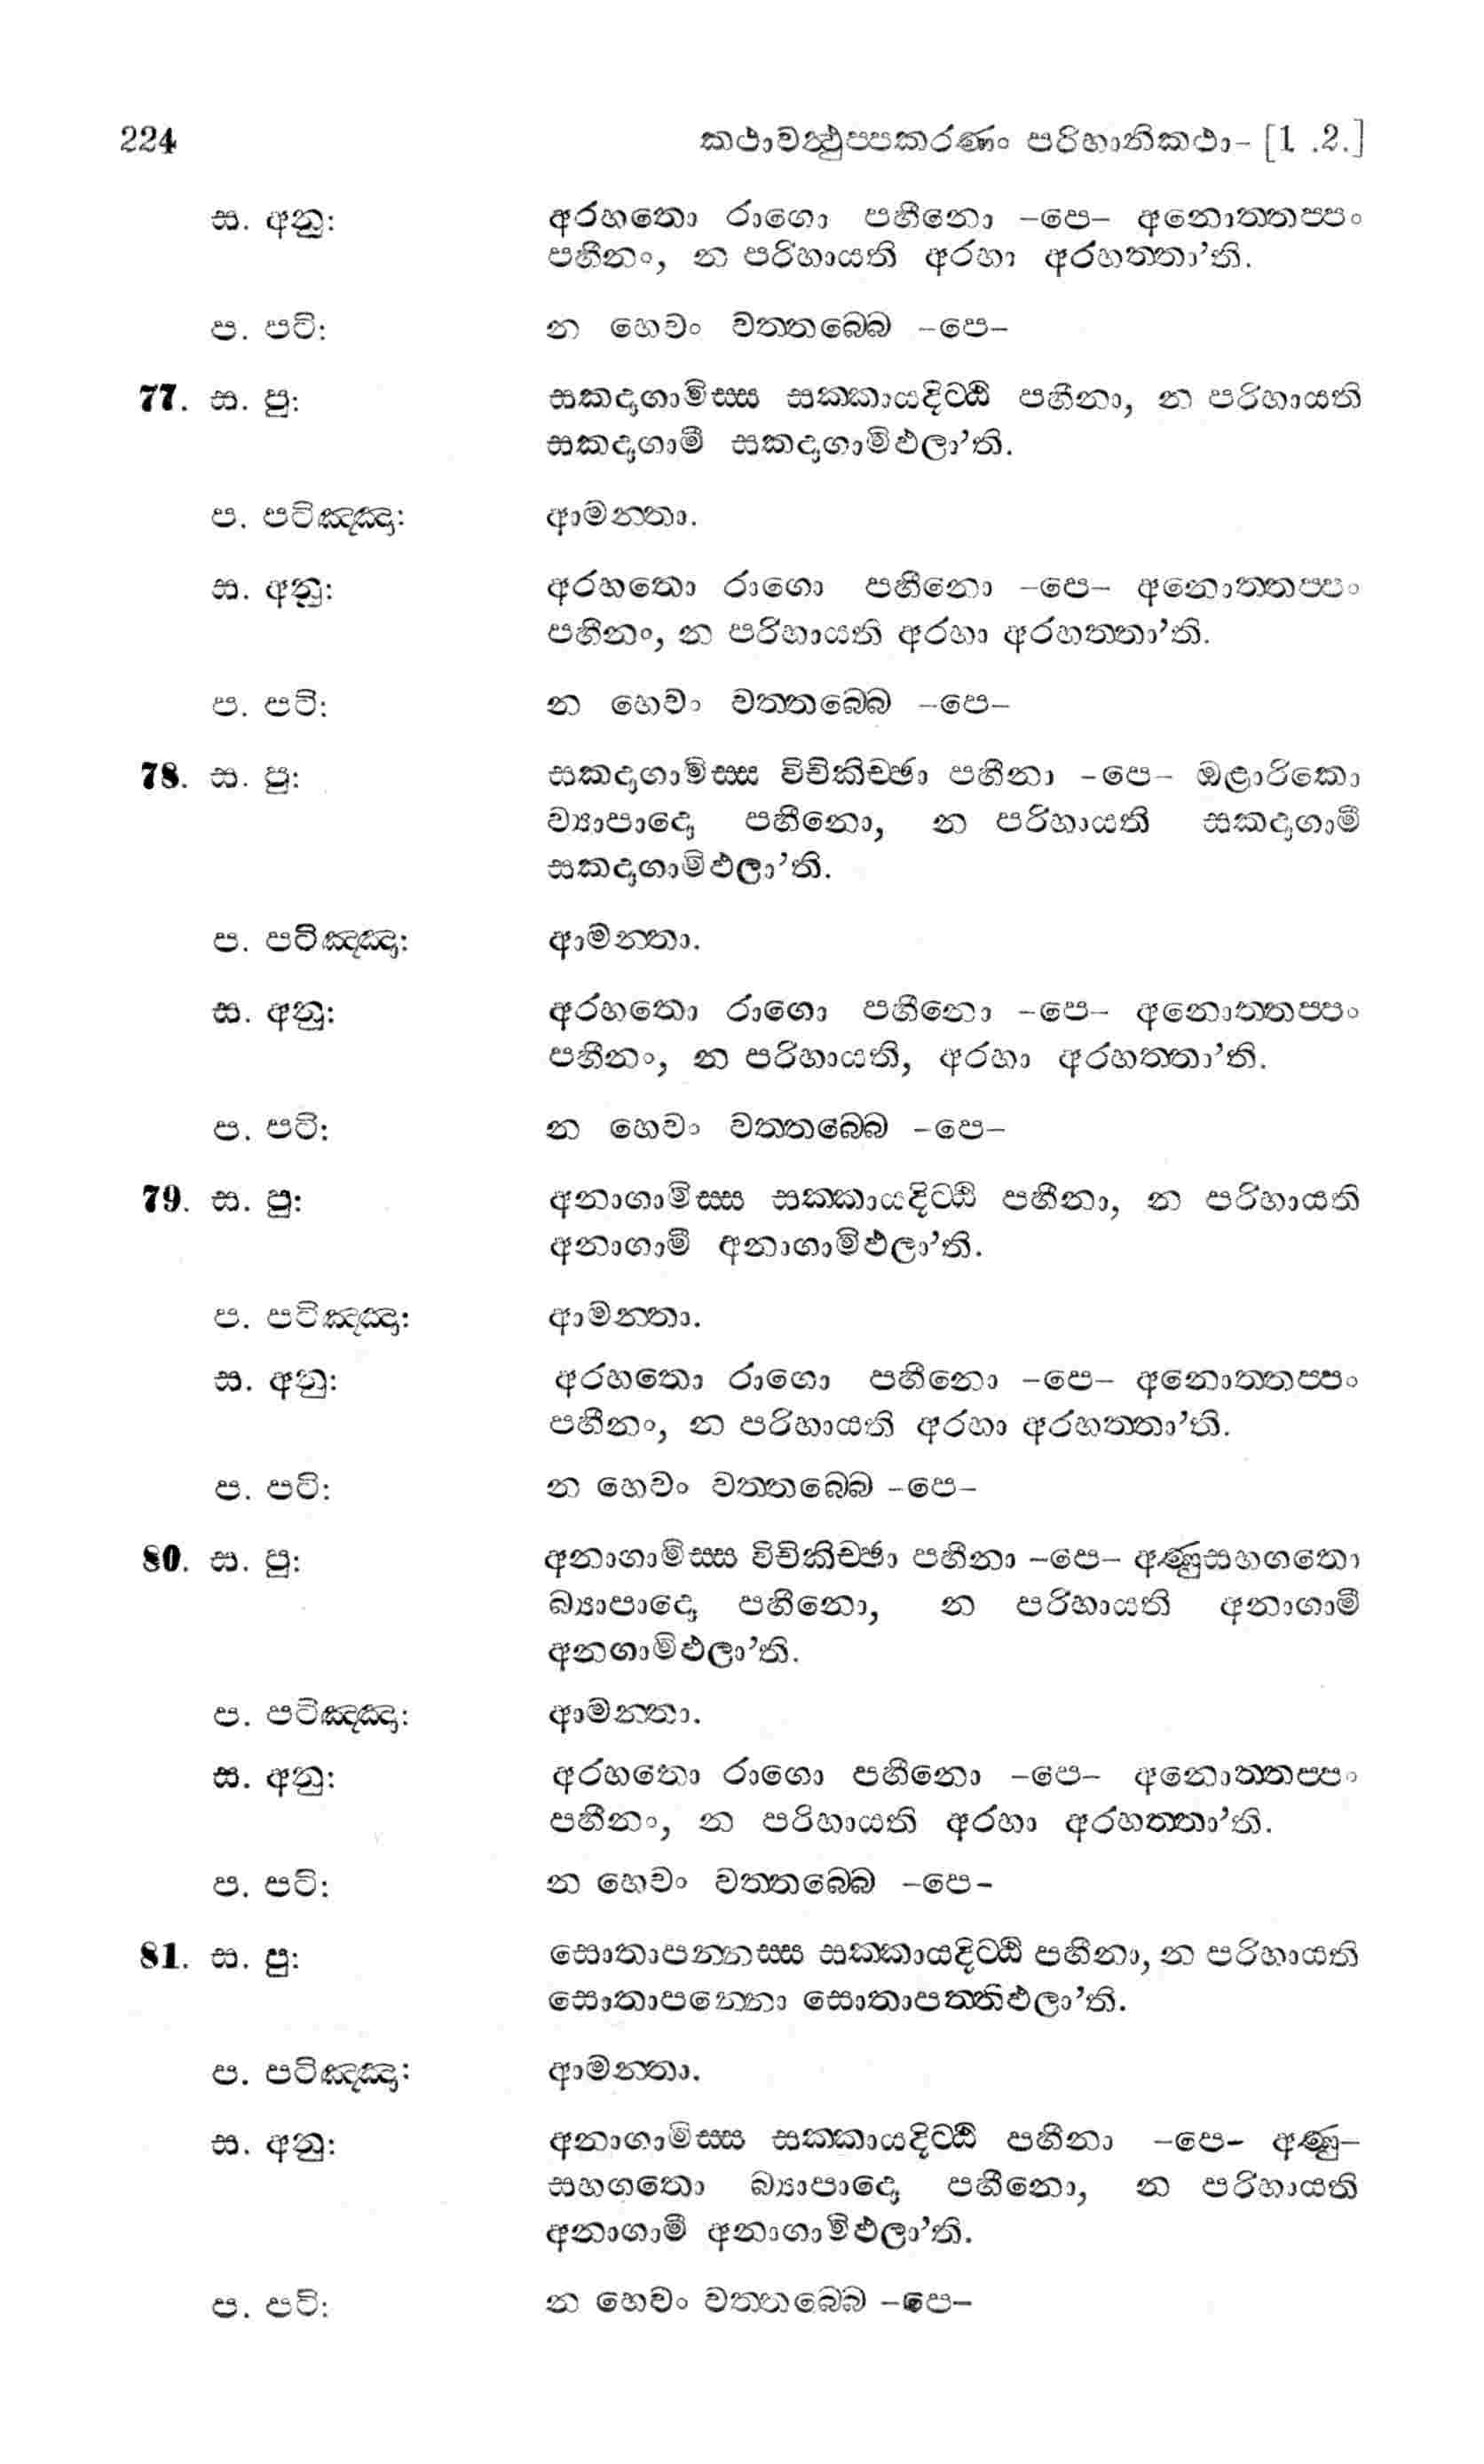 224 කථාවත්‍ථුප‍්පකරණං පරිහානිකථා- [1 .2.]
ස. අනු: අරහතො රාගො පහීනො -පෙ- අනොත‍්තප‍්පං
පහීනං, න පරිහායති අරහා අරහත‍්තා’ති.
ප. පටි: න හෙවං වත‍්තබ‍්බෙ -පෙ-
77. ස. පු: සකදාගාමිස‍්ස සක‍්කායදිට‍්ඨි පහීනා, න පරිහායති
සකදාගාමී සකදාගාමිඵලා’ති.
ප. පටිඤ‍්ඤා: ආමන‍්තා.
ස. අනු: අරහතො රාගො පහීනො -පෙ- අනොත‍්තප‍්පං
පහීනං, න පරිහායති අරහා අරහත‍්තා’ති.
ප. පටි: න හෙවං වත‍්තබ‍්බෙ -පෙ-
78. ස. පු: සකදාගාමිස‍්ස විචිකිච‍්ඡා පහීනා -පෙ- ඔළාරිකො
ව්‍යාපාදො පහීනො, න පරිහායති සකදාගාමී
සකදාගාමිඵලා’ති.
ප. පටිඤ‍්ඤා: ආමන‍්තා.
ස. අනු: අරහතො රාගො පහීනො -පෙ- අනොත‍්තප‍්පං
පහීනං, න පරිහායති, අරහා අරහත‍්තා’ති.
ප. පටි: න හෙවං වත‍්තබ‍්බෙ -පෙ-
79. ස. පු: අනාගාමිස‍්ස සක‍්කායදිට‍්ඨි පහීනා, න පරිහායති
අනාගාමී අනාගාමිඵලා’ති.
ප. පටිඤ‍්ඤා: ආමන‍්තා.
ස. අනු: අරහතො රාගො පහීනො -පෙ- අනොත‍්තප‍්පං
පහීනං, න පරිහායති අරහා අරහත‍්තා’ති.
ප. පටි: න හෙවං වත‍්තබ‍්බෙ -පෙ-
80. ස. පු: අනාගාමිස‍්ස විචිකිච‍්ඡා පහීනා -පෙ- අණුසහගතො
බ්‍යාපාදො පහීනො, න පරිහායති අනාගාමී
අනගාමිඵලා’ති.
ප. පටිඤ‍්ඤා: ආමන‍්තා.
ස. අනු: අරහතො රාගො පහීනො -පෙ- අනොත‍්තප‍්පං
පහීනං, න පරිහායති අරහා අරහත‍්තා’ති.
ප. පටි: න හෙවං වත‍්තබ‍්බෙ -පෙ-
81. ස. පු: සොතාපන‍්නස‍්ස සක‍්කායදිට‍්ඨි පහීනා, න පරිහායති
සොතාපන‍්නො සොතාපත‍්තිඵලා’ති.
ප. පටිඤ‍්ඤා: ආමන‍්තා.
ස. අනු: අනාගාමිස‍්ස සක‍්කායදිට‍්ඨි පහීනා -පෙ- අණු-
සහගතො බ්‍යාපාදො පහීනො, න පරිහායති
අනාගාමී අනාගාමිඵලා’ති.
ප. පටි: න හෙවං වත‍්තබ‍්බෙ -පෙ-